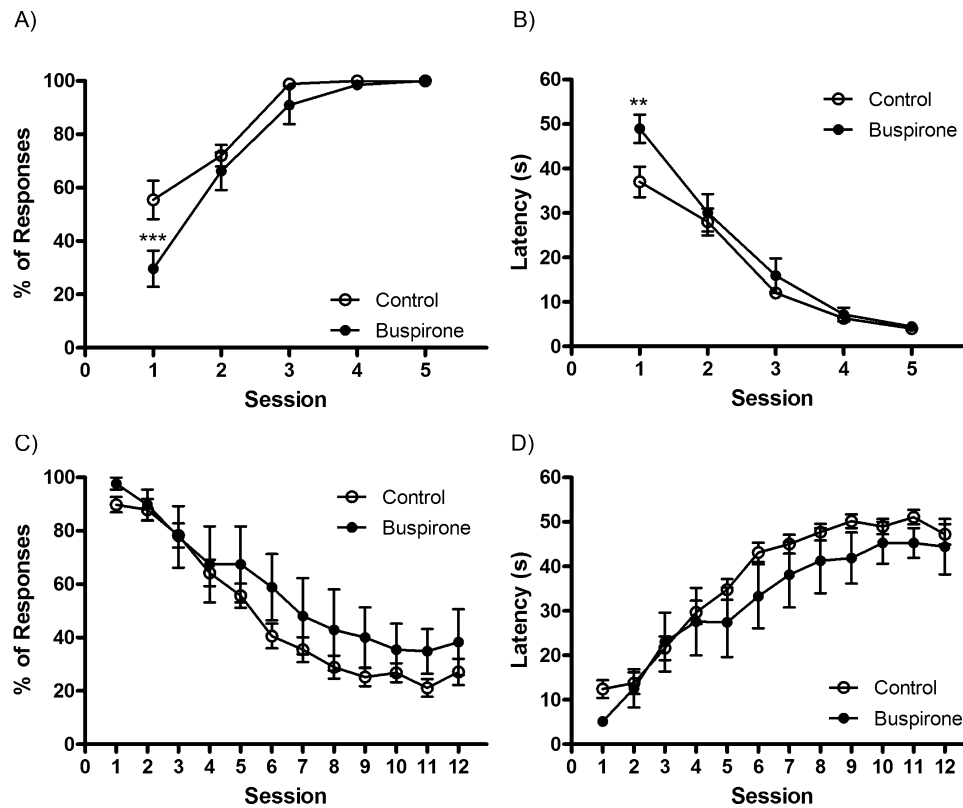 A)
% of Responses
100
80
60
40
20
0
***
Control
Buspirone
0 1 2 3 4 5
Session
B)
Latency (s)
60
50
40
30
20
10
0
**
Control
Buspirone
0 1 2 3 4 5
Session
C)
% of Responses
100
80
60
40
20
0
Control
Buspirone
0 1 2 3 4 5 6 7 8 9 10 11 12
Session
D)
Latency (s)
60
50
40
30
20
10
0
Control
Buspirone
0 1 2 3 4 5 6 7 8 9 10 11 12
Session